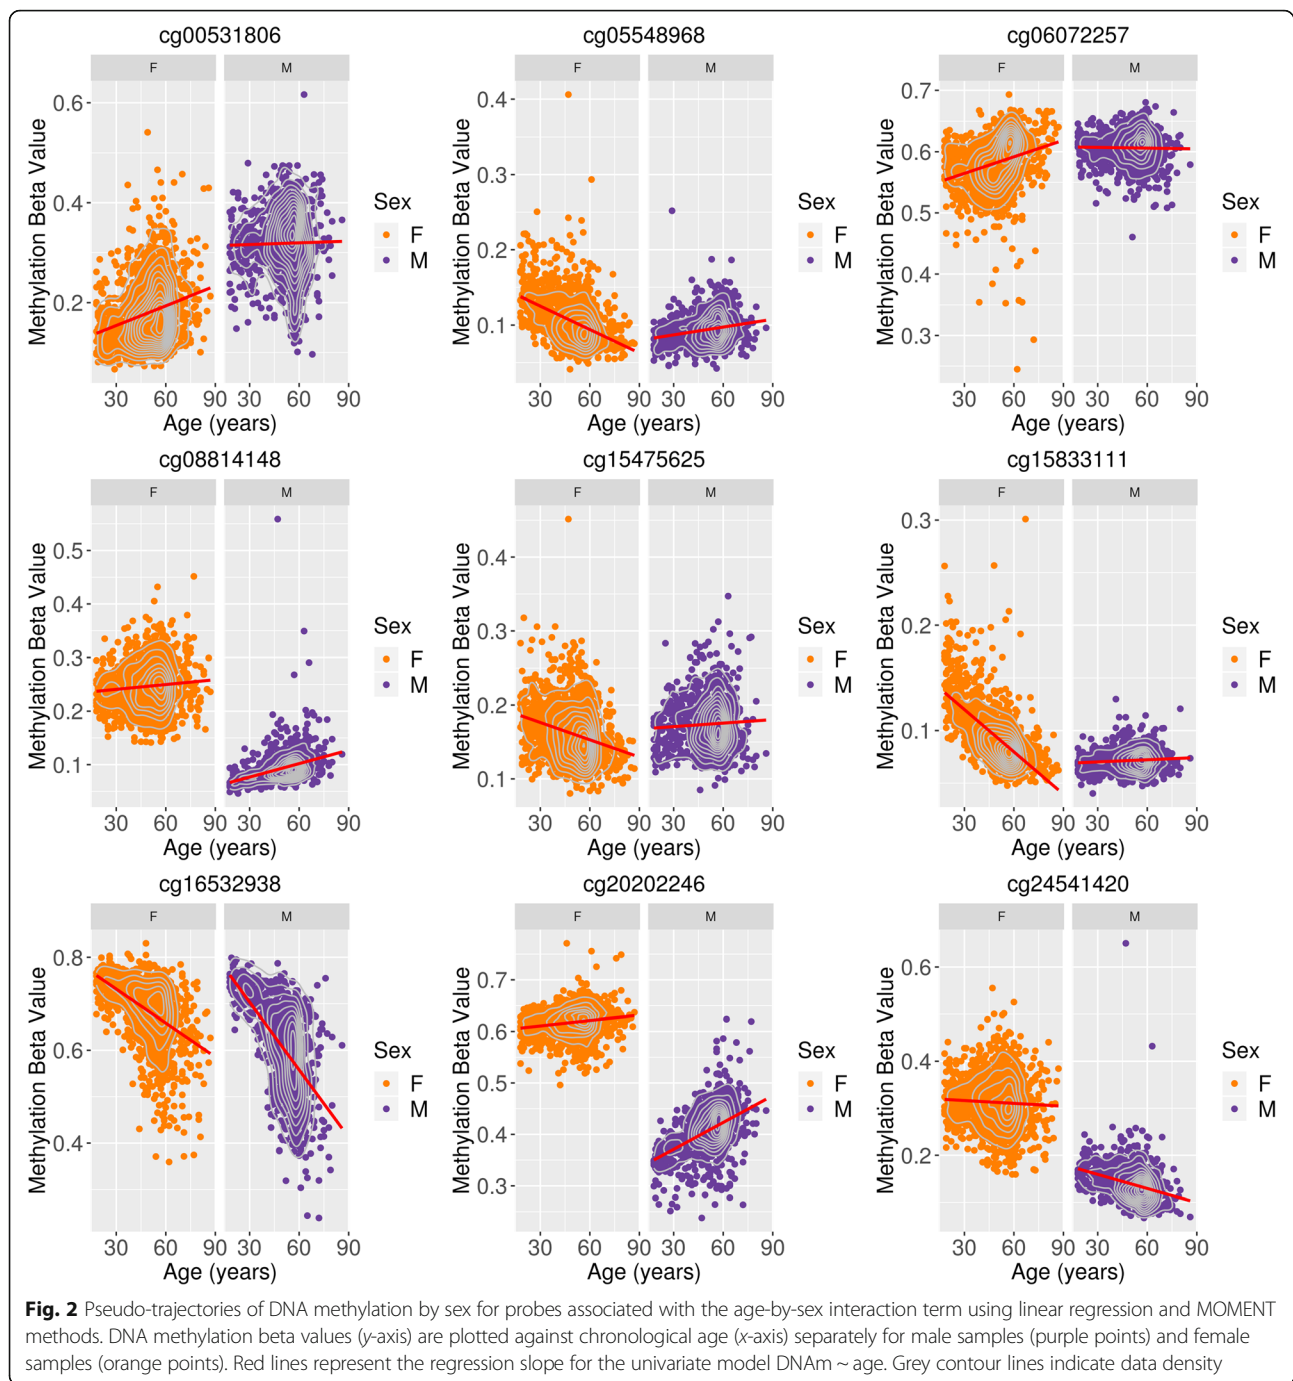 cg00531806
F M
Methylation Beta Value
0.6
0.4
0.2
30 60 90 30 60 90
Age (years)
Sex
F
M
cg05548968
F M
Methylation Beta Value
0.4
0.3
0.2
0.1
30 60 90 30 60 90
Age (years)
Sex
F
M
cg06072257
F M
Methylation Beta Value
0.7
0.6
0.5
0.4
0.3
30 60 90 30 60 90
Age (years)
Sex
F
M
cg08814148
F M
Methylation Beta Value
0.5
0.4
0.3
0.2
0.1
30 60 90 30 60 90
Age (years)
Sex
F
M
cg15475625
F M
Methylation Beta Value
0.4
0.3
0.2
0.1
30 60 90 30 60 90
Age (years)
Sex
F
M
cg15833111
F M
Methylation Beta Value
0.3
0.2
0.1
30 60 90 30 60 90
Age (years)
Sex
F
M
cg16532938
F M
Methylation Beta Value
0.8
0.6
0.4
30 60 90 30 60 90
Age (years)
Sex
F
M
cg20202246
F M
Methylation Beta Value
0.7
0.6
0.5
0.4
0.3
30 60 90 30 60 90
Age (years)
Sex
F
M
cg24541420
F M
Methylation Beta Value
0.6
0.4
0.2
30 60 90 30 60 90
Age (years)
Sex
F
M
Fig. 2 Pseudo-trajectories of DNA methylation by sex for probes associated with the age-by-sex interaction term using linear regression and MOMENT
methods. DNA methylation beta values (y-axis) are plotted against chronological age (x-axis) separately for male samples (purple points) and female
samples (orange points). Red lines represent the regression slope for the univariate model DNAm ~ age. Grey contour lines indicate data density